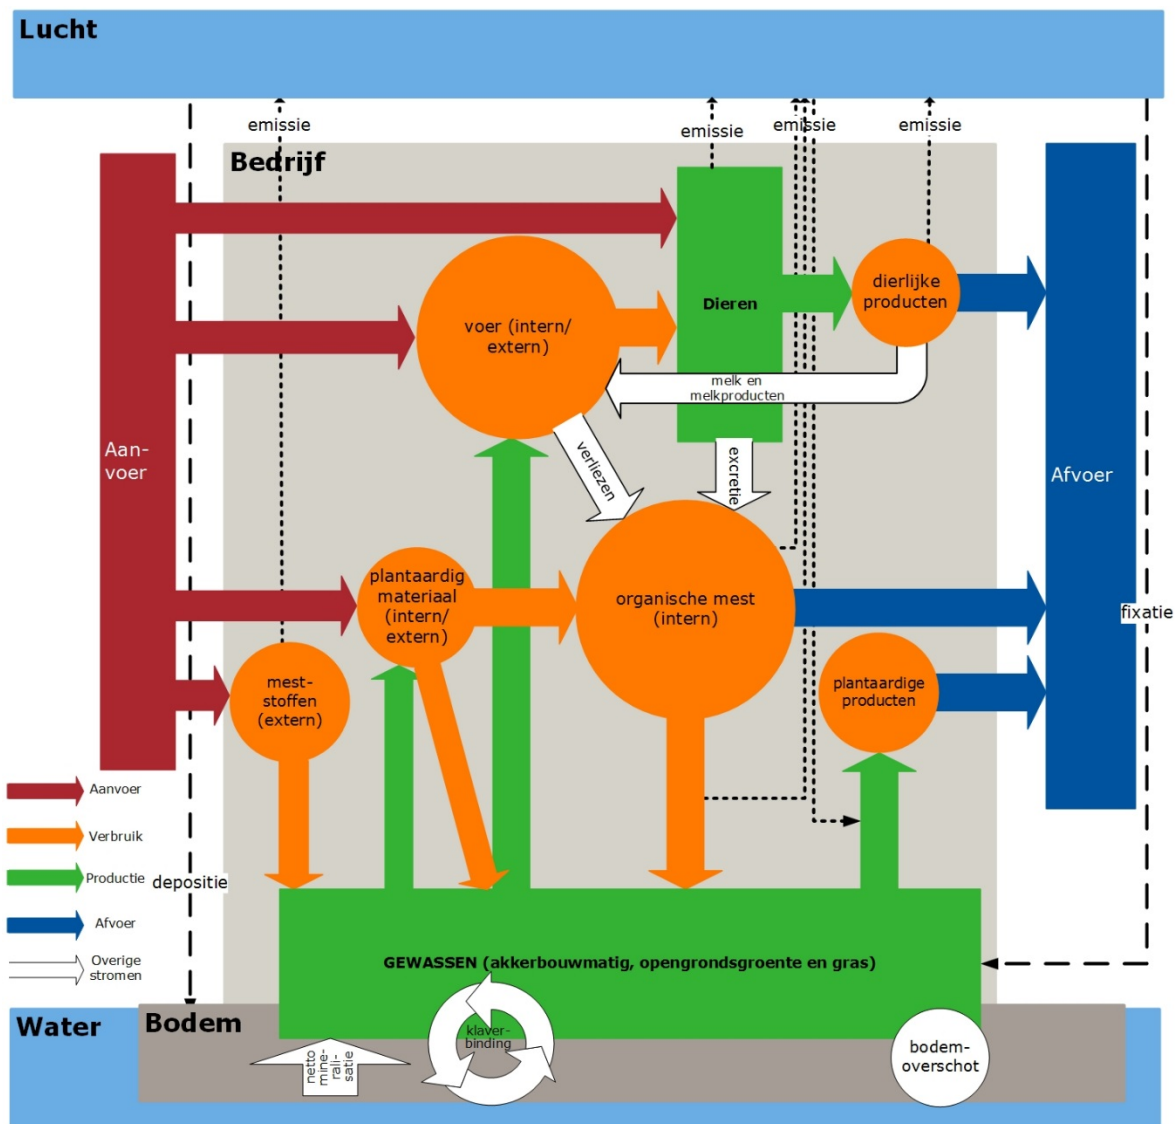 Lucht
emissie
emissie
emissie
emissie
Bedrijf
Aan-
voer
voer (intern/
extern)
Dieren
dierlijke
producten
melk en
melkproducten
verliezen
excretie
Afvoer
plantaardig
materiaal
(intern/
extern)
organische mest
(intern)
fixatie
mest-
stoffen
(extern)
plantaardige
producten
Aanvoer
Verbruik
Productie
Afvoer
Overige
stromen
depositie
GEWASSEN (akkerbouwmatig, opengrondsgroente en gras)
Water
Bodem
netto
mine-
rali-
satie
klaver-
binding
bodem-
overschot